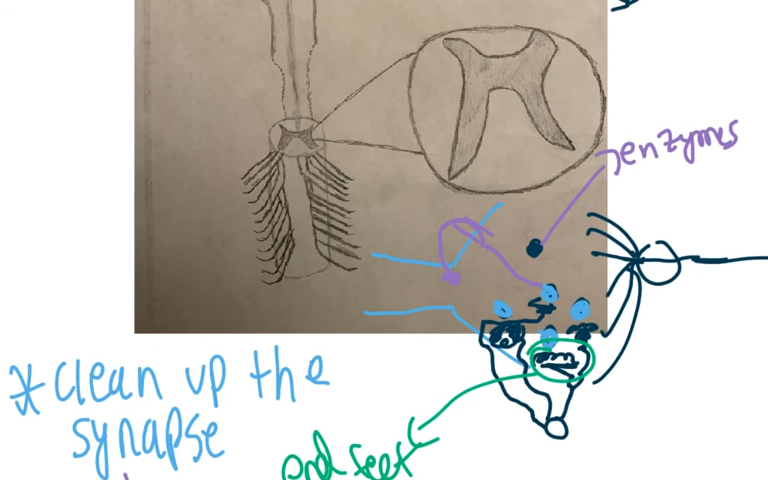 enzymes
*clean up the
synapse
end feet